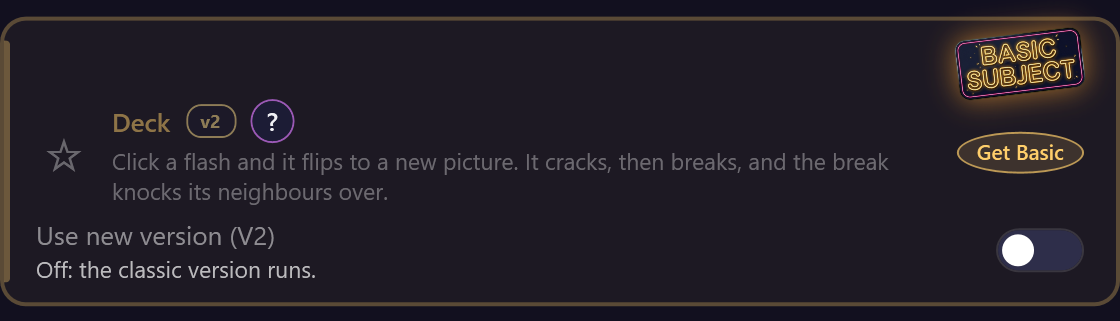 BASIC
SUBJECT
Deck v2 ?
Click a flash and it flips to a new picture. It cracks, then breaks, and the break
knocks its neighbours over.
Get Basic
Use new version (V2)
Off: the classic version runs.